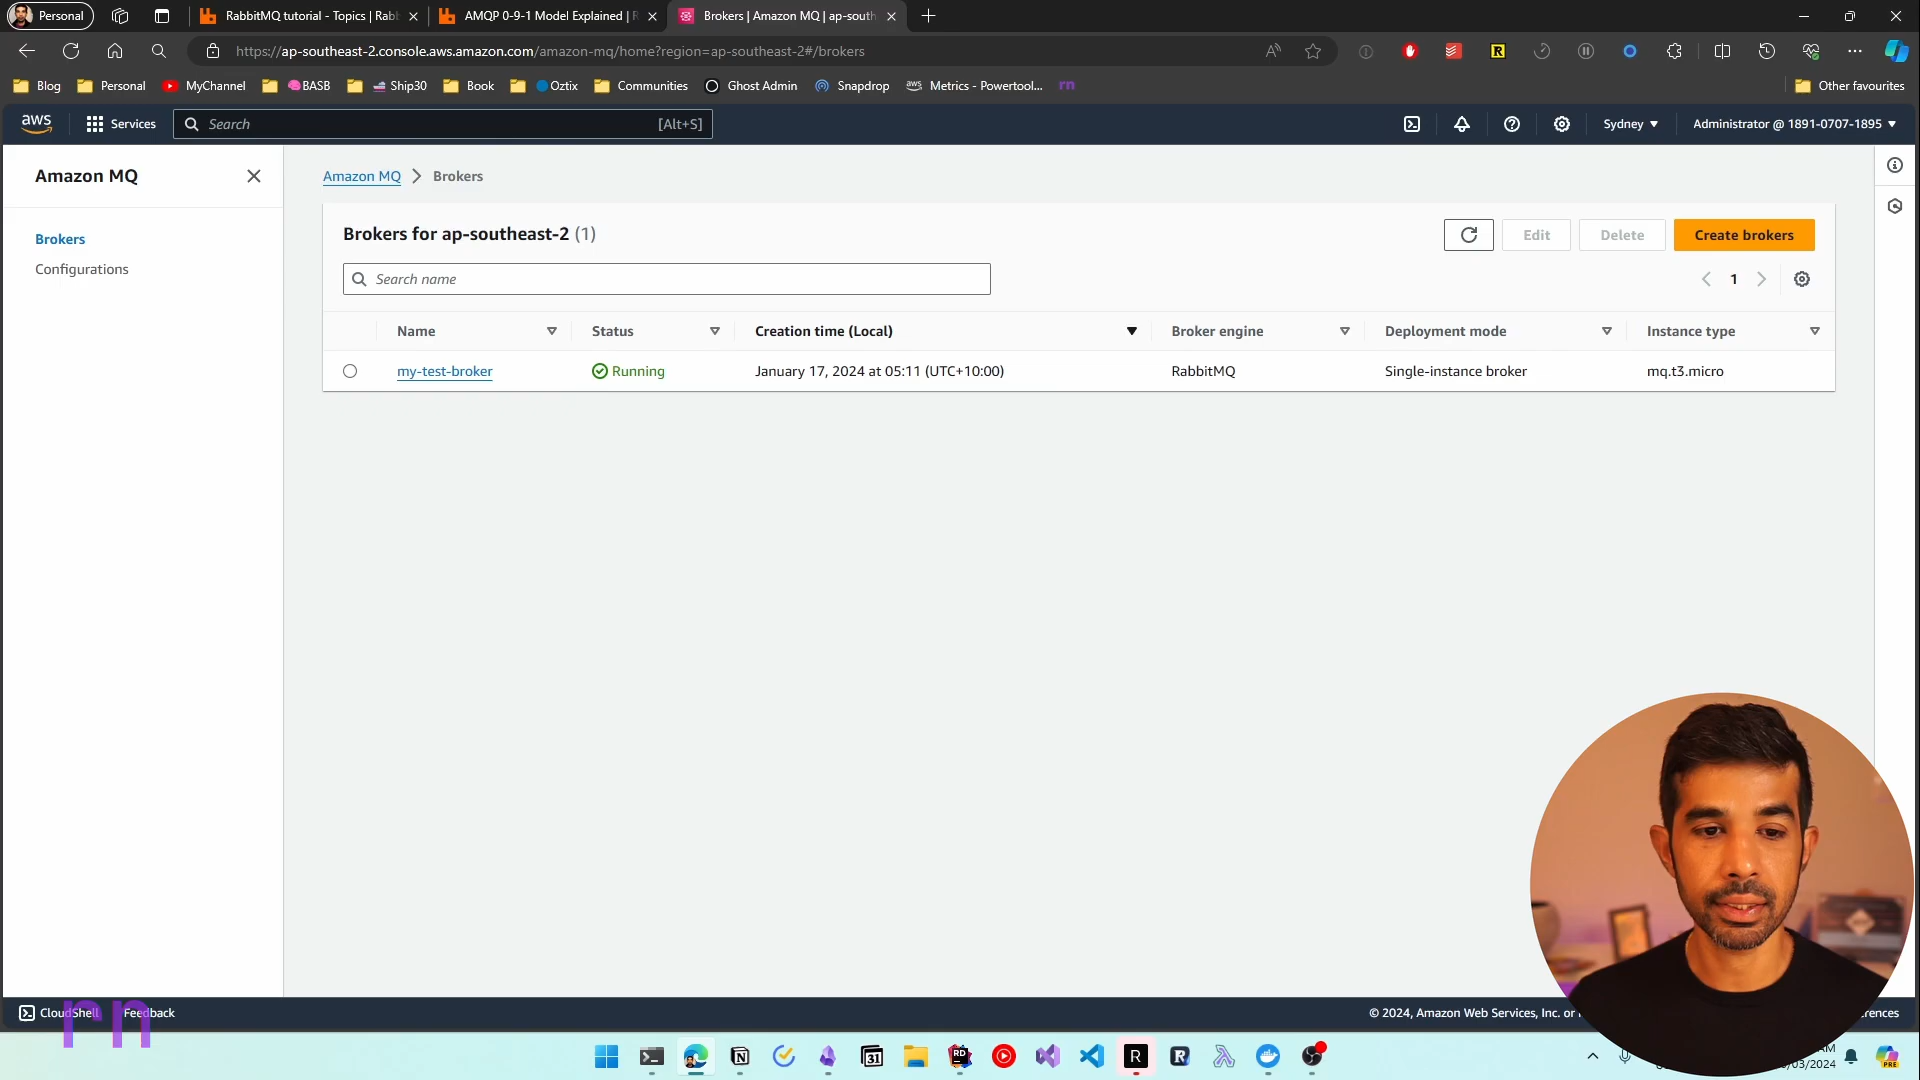 Personal
RabbitMQ tutorial - Topics | Rabb
AMQP 0-9-1 Model Explained | R
Brokers | Amazon MQ | ap-south
https://ap-southeast-2.console.aws.amazon.com/amazon-mq/home?region=ap-southeast-2#/brokers
Blog Personal MyChannel BASB Ship30 Book Oztix Communities Ghost Admin Snapdrop aws Metrics - Powertool... rn Other favourites
aws Services Search [Alt+S] Sydney Administrator @ 1891-0707-1895
Amazon MQ
Brokers
Configurations
Amazon MQ > Brokers
Brokers for ap-southeast-2 (1)
Edit Delete Create brokers
Search name
1
Name Status Creation time (Local) Broker engine Deployment mode Instance type
my-test-broker Running January 17, 2024 at 05:11 (UTC+10:00) RabbitMQ Single-instance broker mq.t3.micro
CloudShell Feedback
rn
© 2024, Amazon Web Services, Inc. or